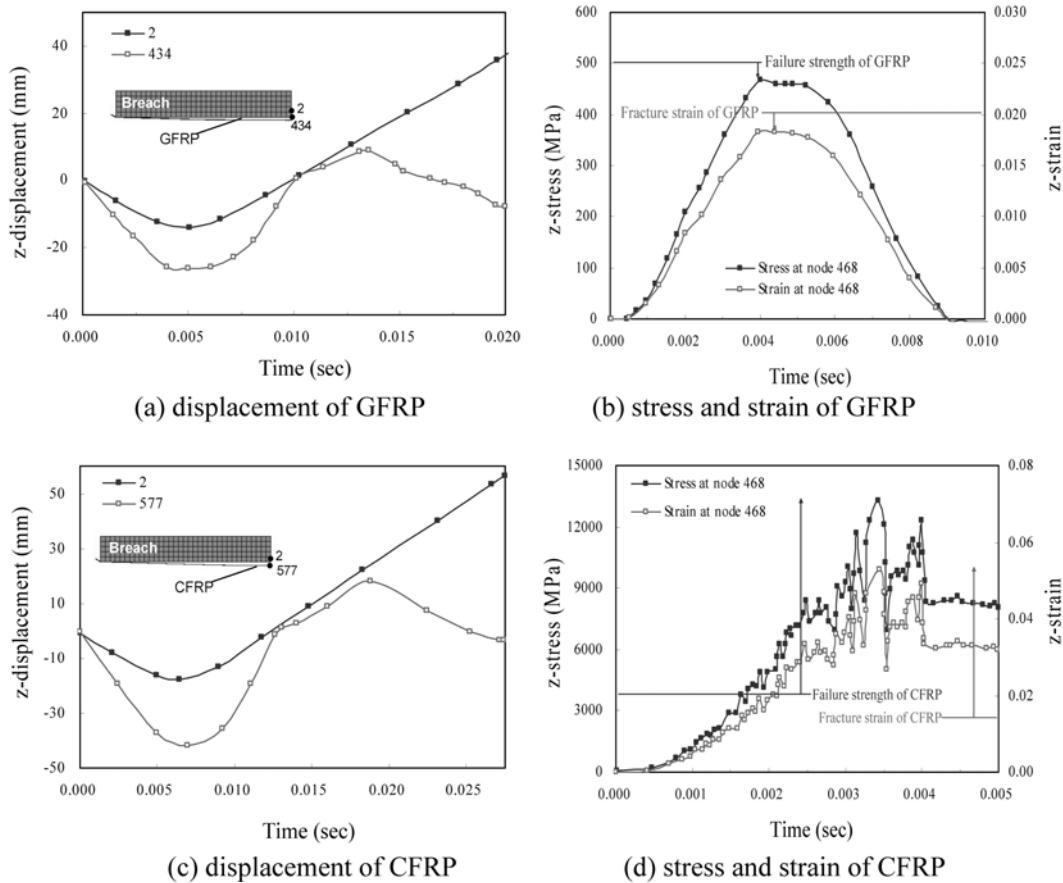 40
20
0
-20
-40
z-displacement (mm)
2
434
Breach
2
434
GFRP
0.000
0.005
0.010
0.015
0.020
Time (sec)
(a) displacement of GFRP
600
500
400
300
200
100
0
z-stress (MPa)
0.030
0.025
0.020
0.015
0.010
0.005
0.000
z-strain
Failure strength of GFRP
Fracture strain of GFRP
Stress at node 468
Strain at node 468
0.000
0.002
0.004
0.006
0.008
0.010
Time (sec)
(b) stress and strain of GFRP
50
30
10
-10
-30
-50
z-displacement (mm)
2
577
Breach
2
577
CFRP
0.000
0.005
0.010
0.015
0.020
0.025
Time (sec)
(c) displacement of CFRP
15000
12000
9000
6000
3000
0
z-stress (MPa)
0.08
0.06
0.04
0.02
0.00
z-strain
Stress at node 468
Strain at node 468
Failure strength of CFRP
Fracture strain of CFRP
0.000
0.001
0.002
0.003
0.004
0.005
Time (sec)
(d) stress and strain of CFRP